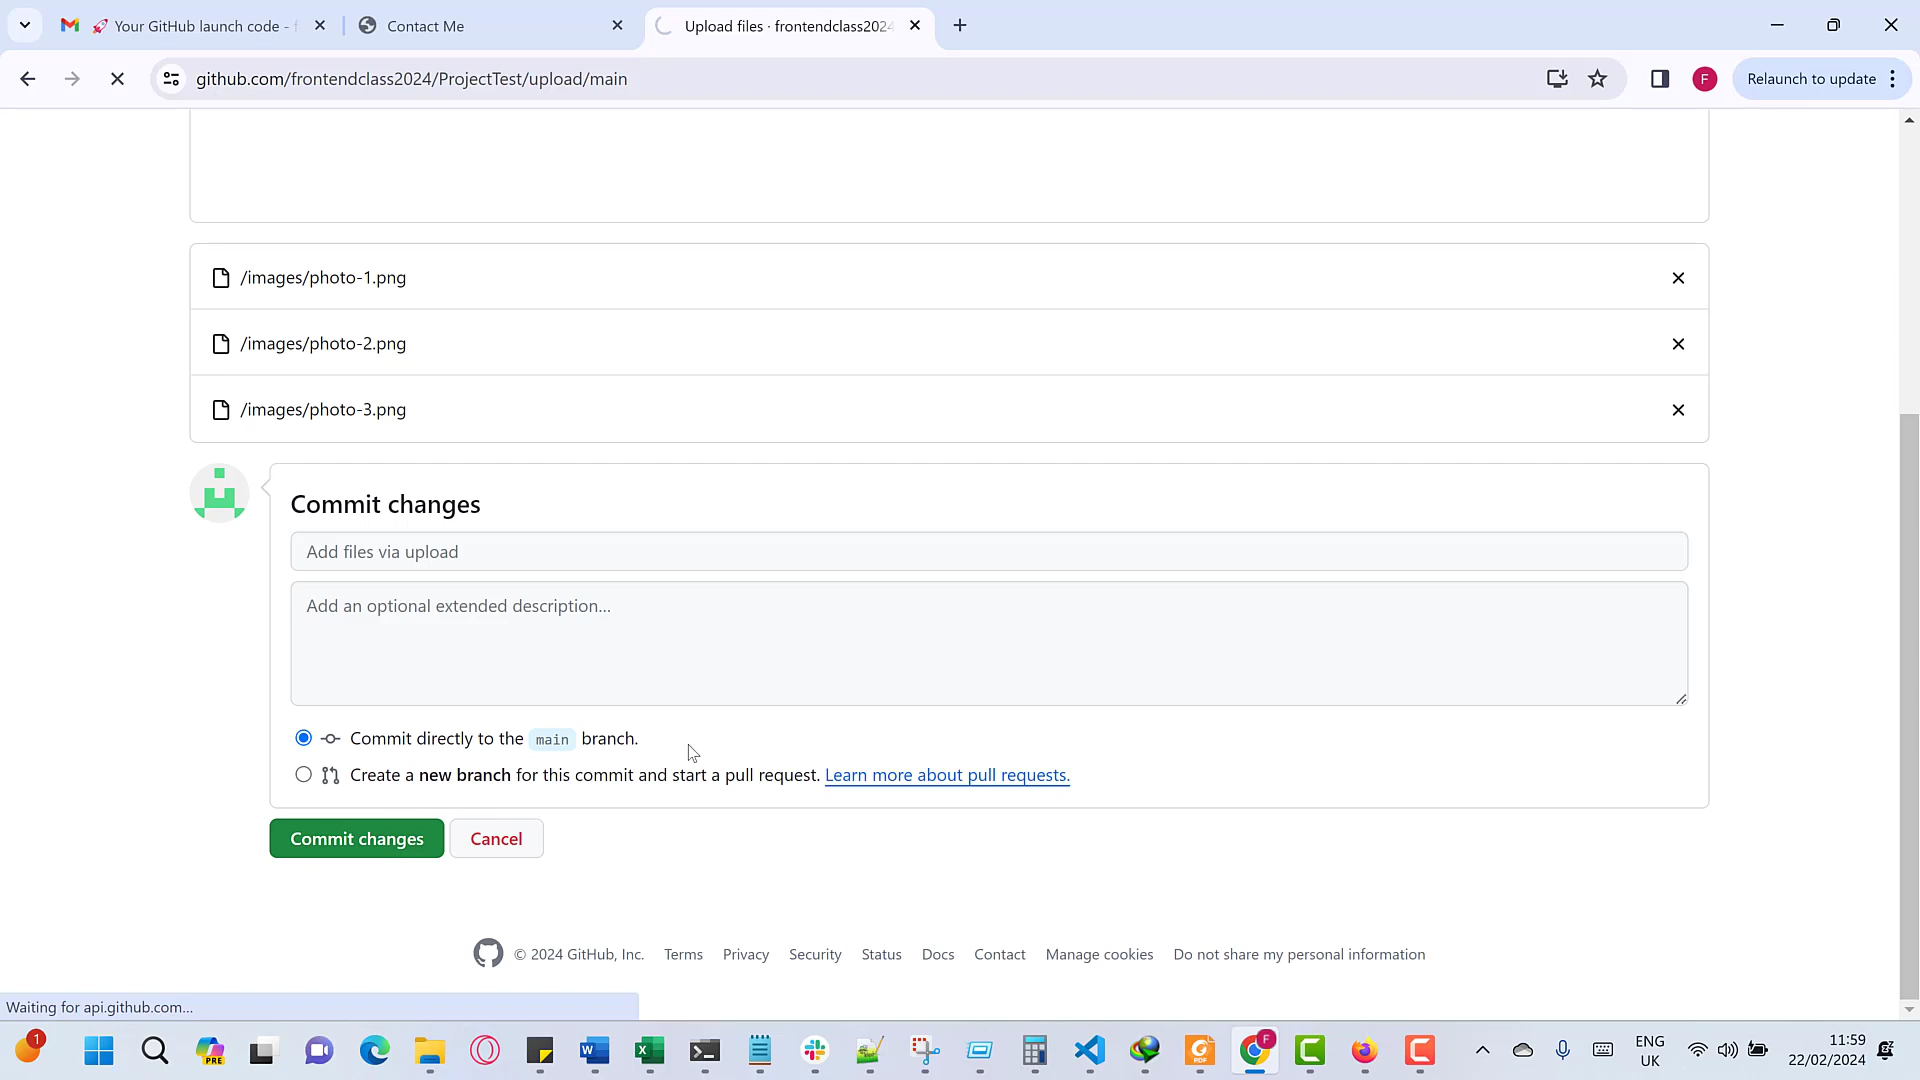 🚀 Your GitHub launch code - f
Contact Me
Upload files · frontendclass2024
github.com/frontendclass2024/ProjectTest/upload/main
F
Relaunch to update
/images/photo-1.png
/images/photo-2.png
/images/photo-3.png
Commit changes
Add files via upload
Add an optional extended description...
Commit directly to the main branch.
Create a new branch for this commit and start a pull request. Learn more about pull requests.
Commit changes
Cancel
© 2024 GitHub, Inc. Terms Privacy Security Status Docs Contact Manage cookies Do not share my personal information
Waiting for api.github.com...
1
PRE
W
X
PDF
F
ENG
UK
11:59
22/02/2024